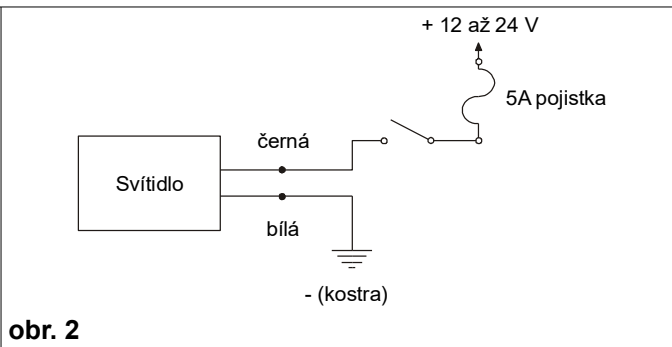 + 12 až 24 V
5A pojistka
černá
Svítidlo
bílá
- (kostra)
obr. 2